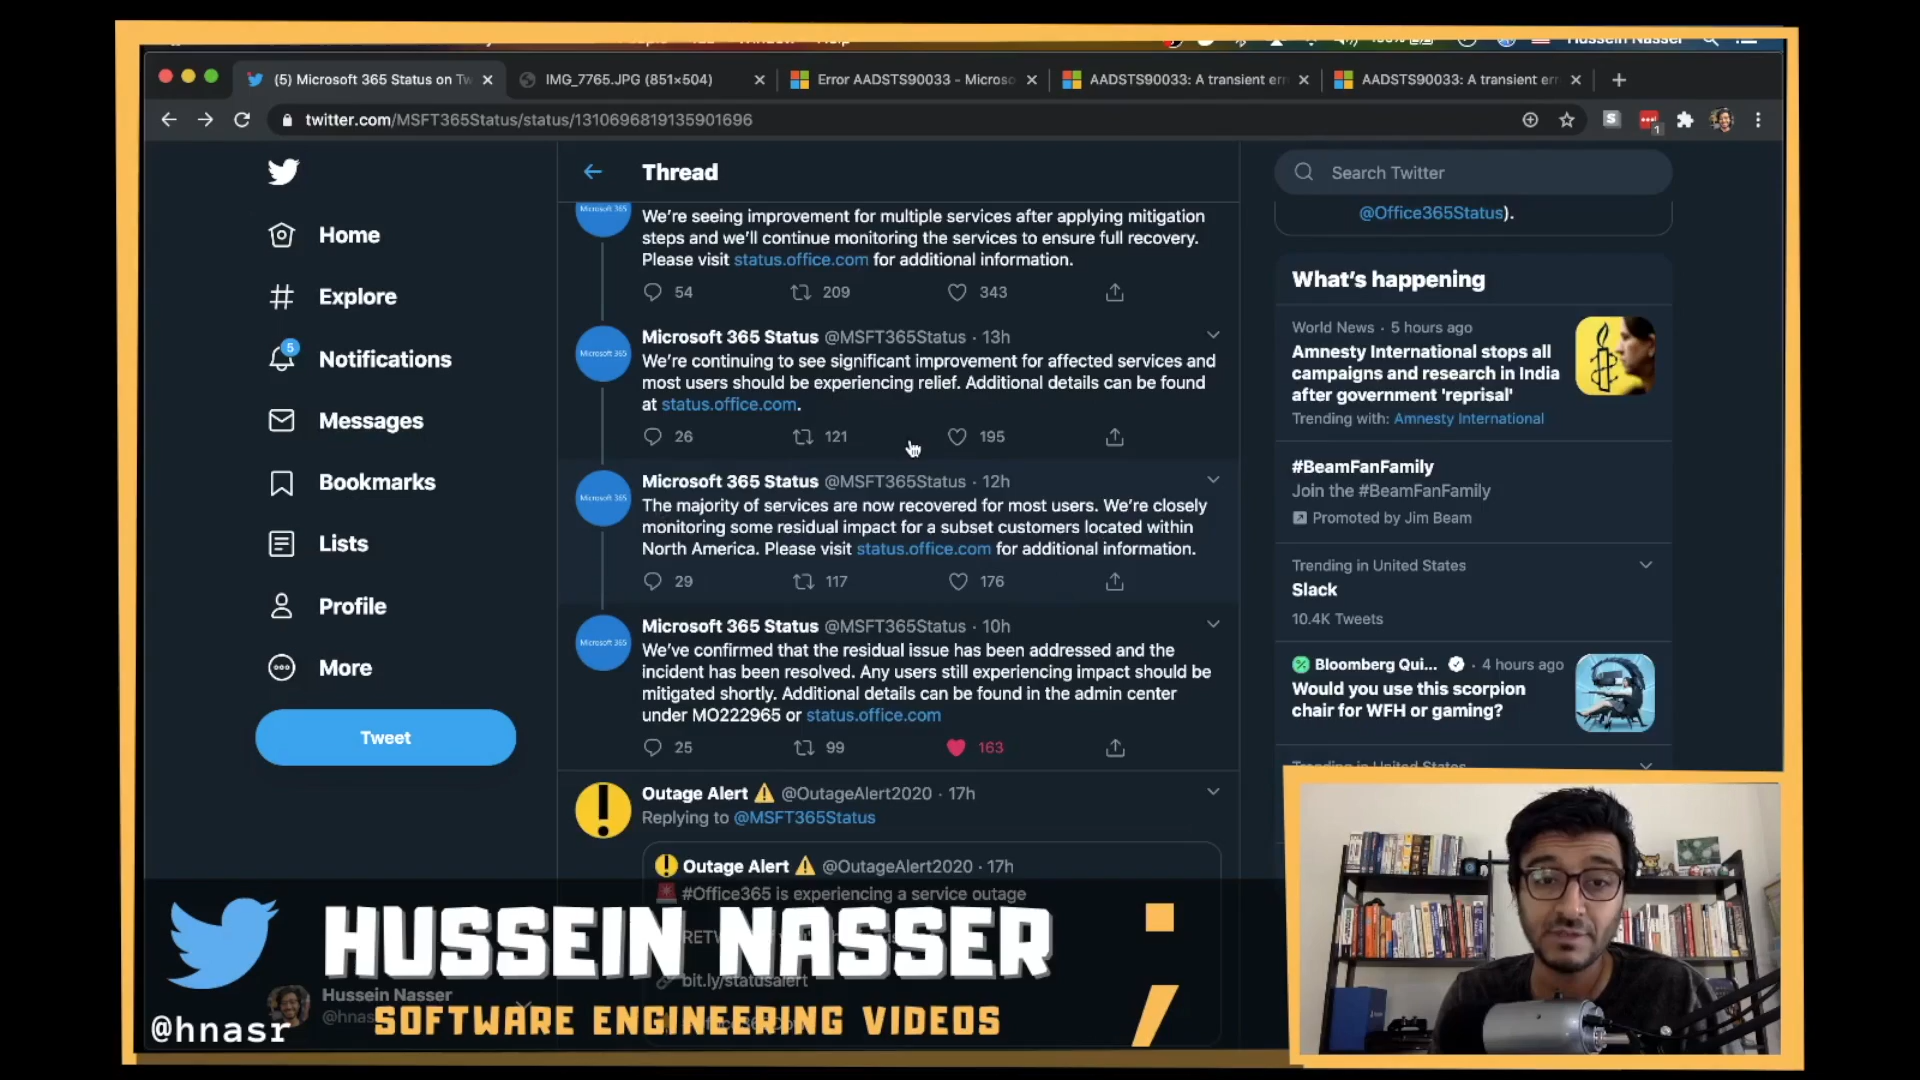 Hussein Nasser
(5) Microsoft 365 Status on Tw
IMG_7765.JPG (851×504)
Error AADSTS90033 - Microso
AADSTS90033: A transient err
AADSTS90033: A transient err
twitter.com/MSFT365Status/status/1310696819135901696
S
1
Home
Explore
5
Notifications
Messages
Bookmarks
Lists
Profile
More
Tweet
Thread
Microsoft 365
We're seeing improvement for multiple services after applying mitigation
steps and we'll continue monitoring the services to ensure full recovery.
Please visit status.office.com for additional information.
54 209 343
Microsoft 365
Microsoft 365 Status @MSFT365Status · 13h
We're continuing to see significant improvement for affected services and
most users should be experiencing relief. Additional details can be found
at status.office.com.
26 121 195
Microsoft 365
Microsoft 365 Status @MSFT365Status · 12h
The majority of services are now recovered for most users. We're closely
monitoring some residual impact for a subset customers located within
North America. Please visit status.office.com for additional information.
29 117 176
Microsoft 365
Microsoft 365 Status @MSFT365Status · 10h
We've confirmed that the residual issue has been addressed and the
incident has been resolved. Any users still experiencing impact should be
mitigated shortly. Additional details can be found in the admin center
under MO222965 or status.office.com
25 99 163
Outage Alert ⚠ @OutageAlert2020 · 17h
Replying to @MSFT365Status
Outage Alert ⚠ @OutageAlert2020 · 17h
#Office365 is experiencing a service outage
bit.ly/statusalert
Search Twitter
@Office365Status).
What's happening
World News · 5 hours ago
Amnesty International stops all
campaigns and research in India
after government 'reprisal'
Trending with: Amnesty International
#BeamFanFamily
Join the #BeamFanFamily
Promoted by Jim Beam
Trending in United States
Slack
10.4K Tweets
Bloomberg Qui... · 4 hours ago
Would you use this scorpion
chair for WFH or gaming?
Trending in United States
HUSSEIN NASSER
SOFTWARE ENGINEERING VIDEOS
;
@hnasr
Hussein Nasser
@hnas